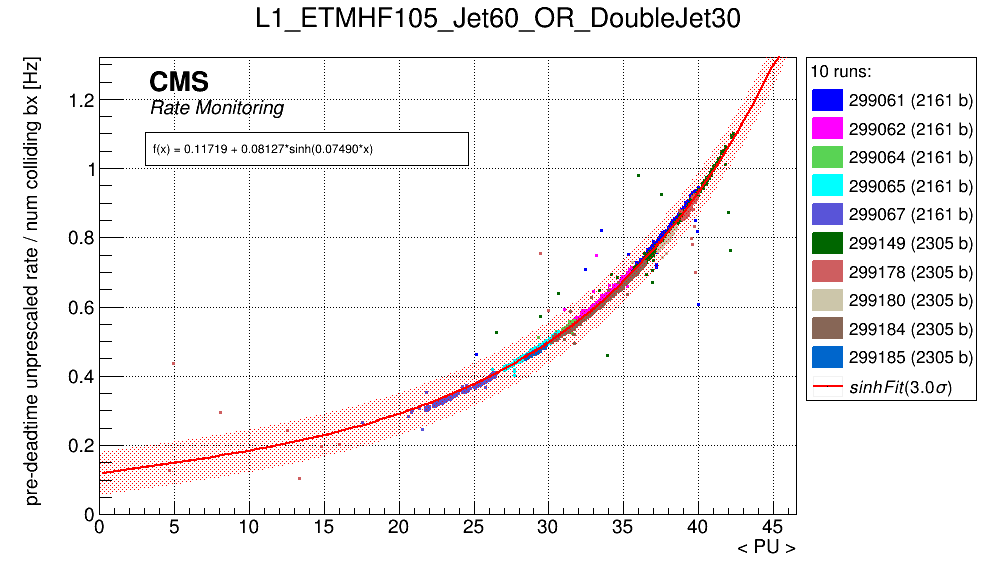 L1_ETMHF105_Jet60_OR_DoubleJet30
pre-deadtime unprescaled rate / num colliding bx [Hz]
CMS
Rate Monitoring
f(x) = 0.11719 + 0.08127*sinh(0.07490*x)
1.2
1
0.8
0.6
0.4
0.2
0
0 5 10 15 20 25 30 35 40 45
< PU >
10 runs:
299061 (2161 b)
299062 (2161 b)
299064 (2161 b)
299065 (2161 b)
299067 (2161 b)
299149 (2305 b)
299178 (2305 b)
299180 (2305 b)
299184 (2305 b)
299185 (2305 b)
sinhFit(3.0σ)